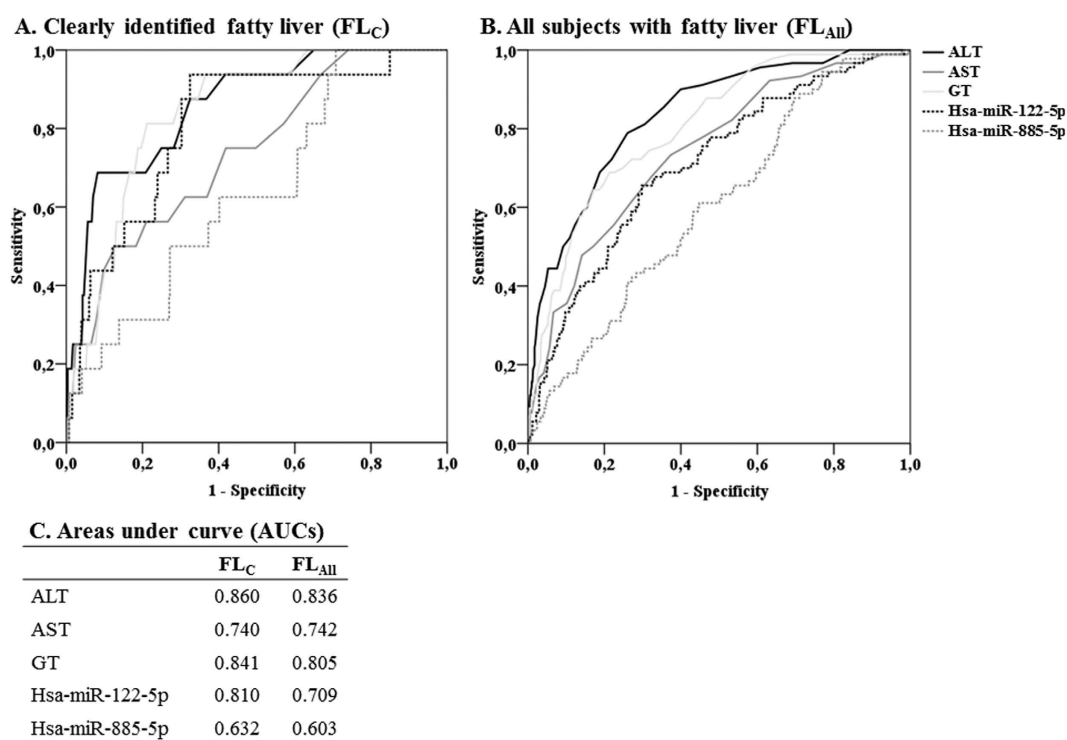 A. Clearly identified fatty liver (FLC)
1,0
0,8
0,6
0,4
0,2
0,0
Sensitivity
0,0 0,2 0,4 0,6 0,8 1,0
1 - Specificity
B. All subjects with fatty liver (FLAll)
1,0
0,8
0,6
0,4
0,2
0,0
Sensitivity
0,0 0,2 0,4 0,6 0,8 1,0
1 - Specificity
ALT
AST
GT
Hsa-miR-122-5p
Hsa-miR-885-5p
C. Areas under curve (AUCs)
FLC FLAll
ALT 0.860 0.836
AST 0.740 0.742
GT 0.841 0.805
Hsa-miR-122-5p 0.810 0.709
Hsa-miR-885-5p 0.632 0.603